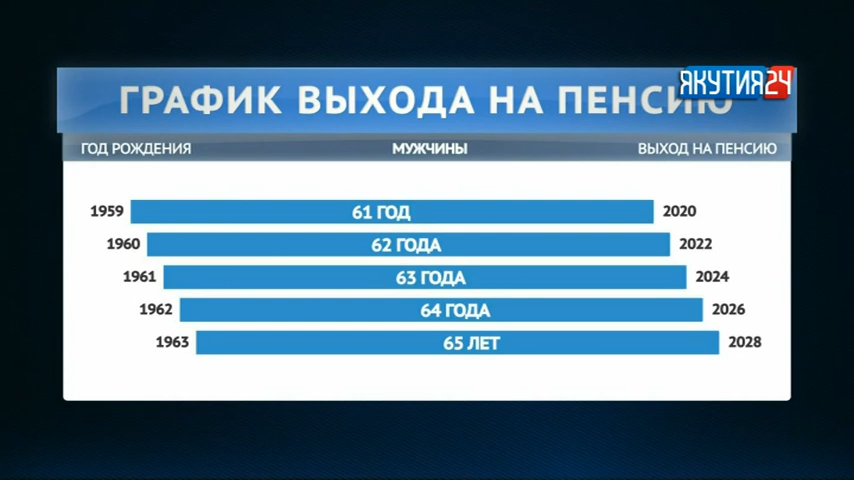 ЯКУТИЯ24
ГРАФИК ВЫХОДА НА ПЕНСИЮ
ГОД РОЖДЕНИЯ МУЖЧИНЫ ВЫХОД НА ПЕНСИЮ
1959 61 ГОД 2020
1960 62 ГОДА 2022
1961 63 ГОДА 2024
1962 64 ГОДА 2026
1963 65 ЛЕТ 2028